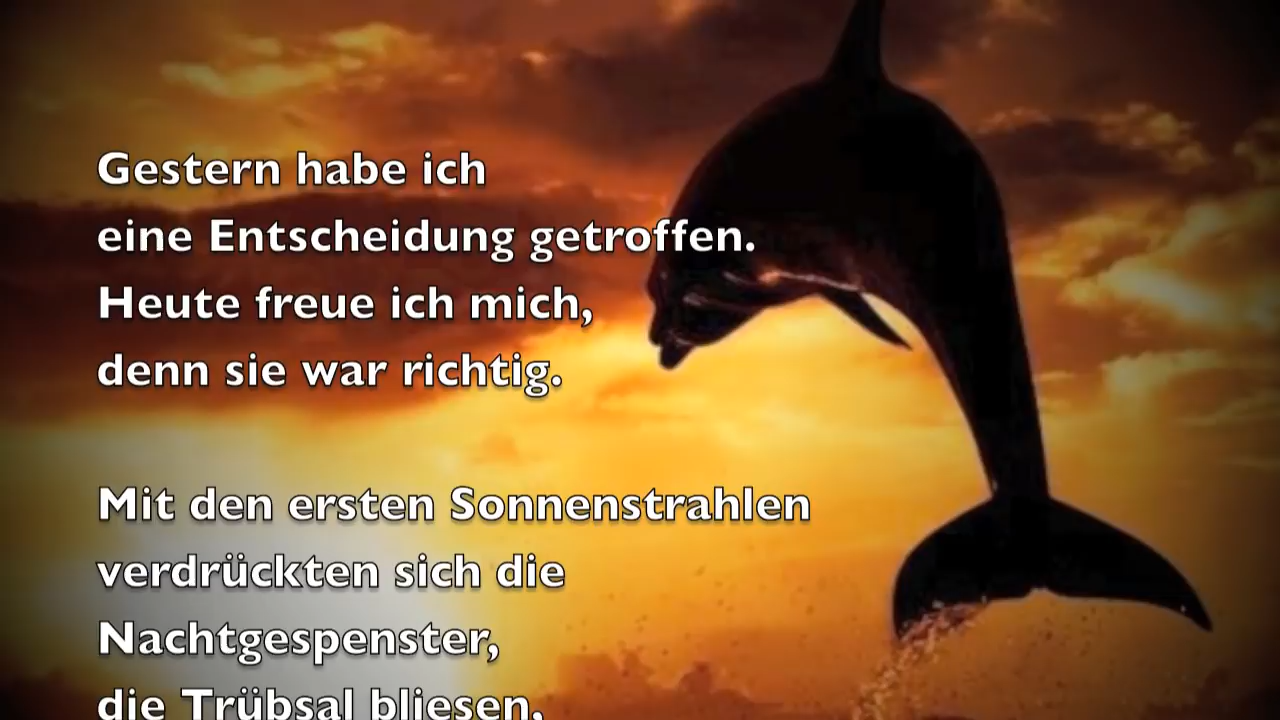 Gestern habe ich
eine Entscheidung getroffen.
Heute freue ich mich,
denn sie war richtig.
Mit den ersten Sonnenstrahlen
verdrückten sich die
Nachtgespenster,
die Trübsal bliesen,